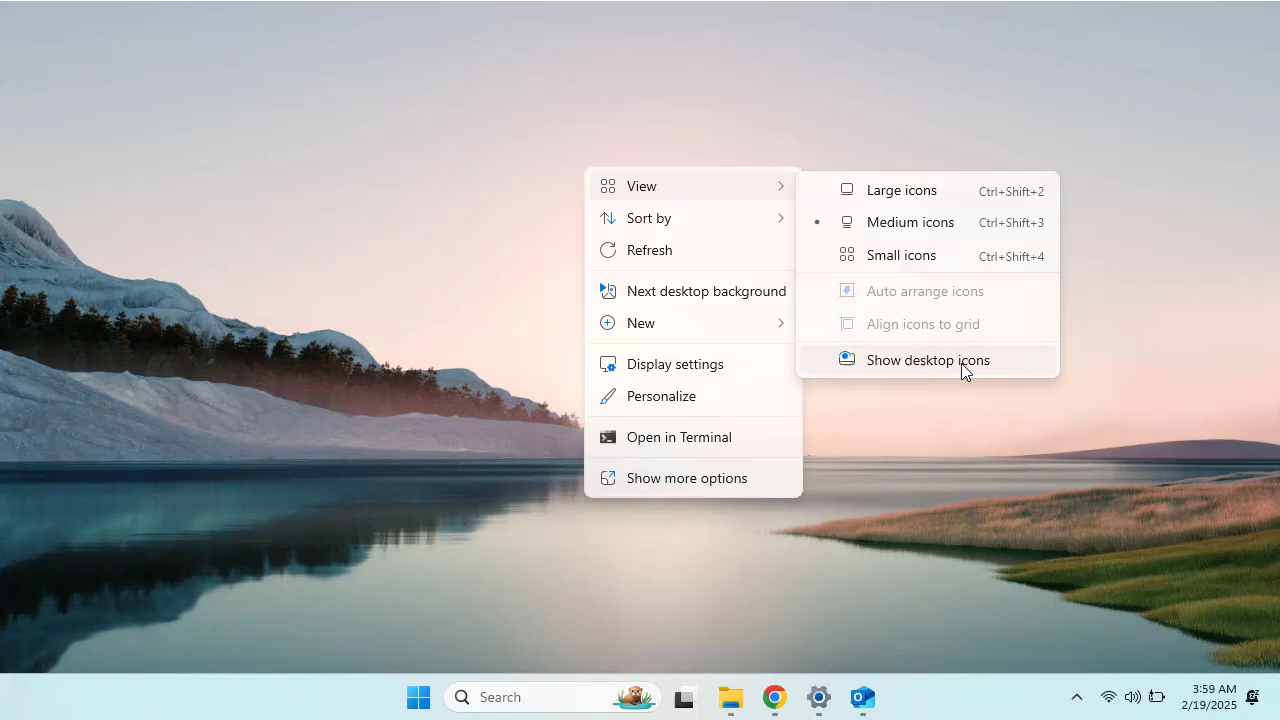 View
Sort by
Refresh
Next desktop background
New
Display settings
Personalize
Open in Terminal
Show more options
Large icons Ctrl+Shift+2
Medium icons Ctrl+Shift+3
Small icons Ctrl+Shift+4
Auto arrange icons
Align icons to grid
Show desktop icons
Search
3:59 AM
2/19/2025